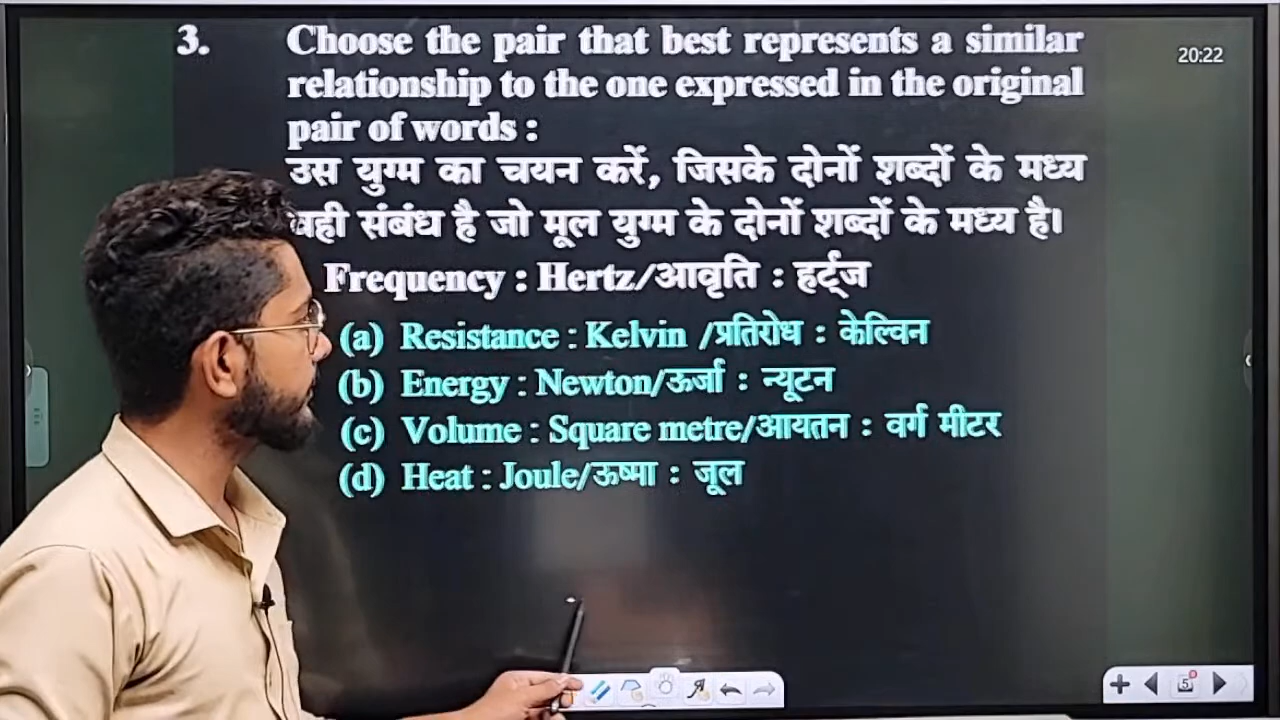 3. Choose the pair that best represents a similar
relationship to the one expressed in the original
pair of words :
उस युग्म का चयन करें, जिसके दोनों शब्दों के मध्य
वही संबंध है जो मूल युग्म के दोनों शब्दों के मध्य है।
Frequency : Hertz/आवृति : हर्ट्ज
(a) Resistance : Kelvin /प्रतिरोध : केल्विन
(b) Energy : Newton/ऊर्जा : न्यूटन
(c) Volume : Square metre/आयतन : वर्ग मीटर
(d) Heat : Joule/ऊष्मा : जूल
20:22
5